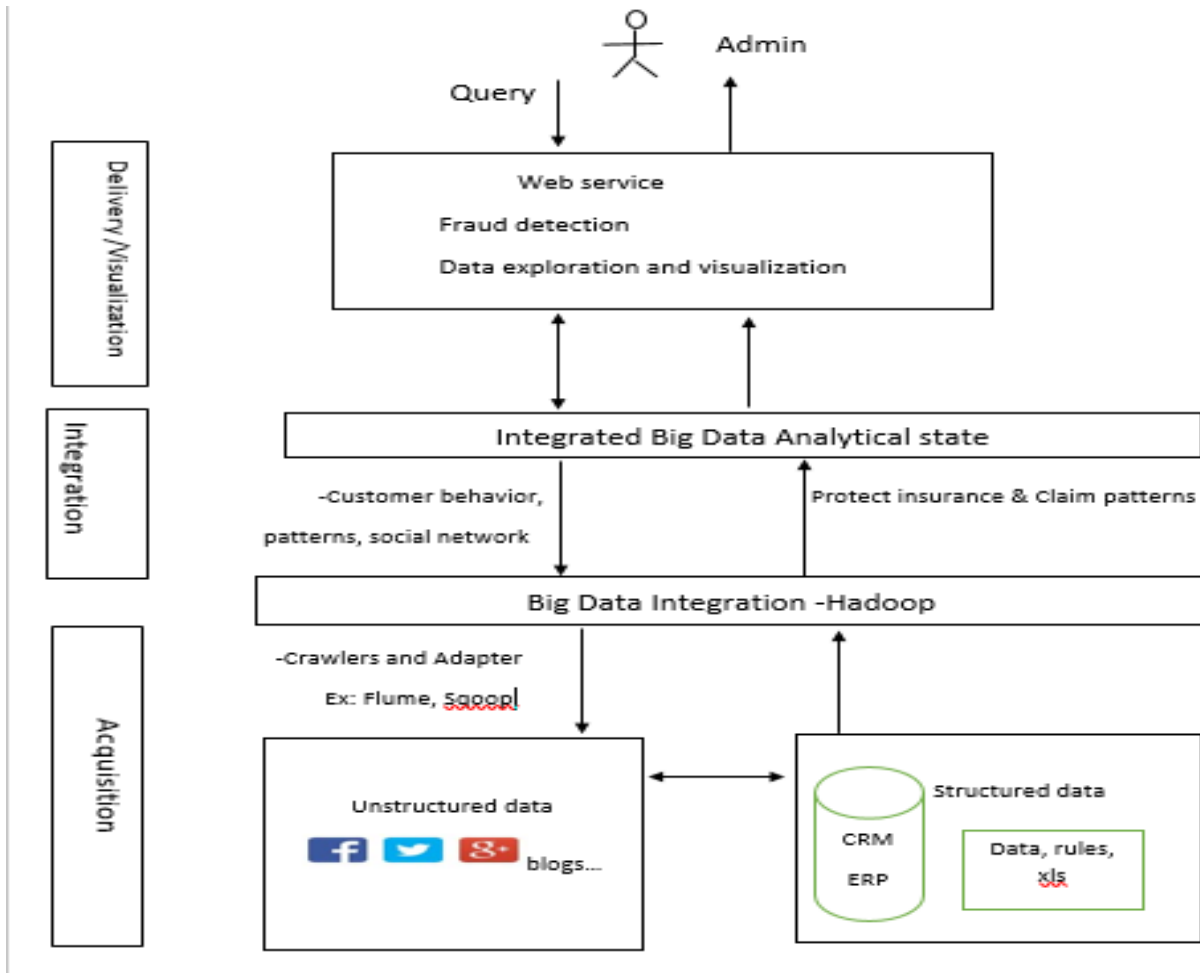 Admin
Query
Delivery/Visualization
Web service
Fraud detection
Data exploration and visualization
Integration
Integrated Big Data Analytical state
-Customer behavior,
patterns, social network
Protect insurance & Claim patterns
Big Data Integration -Hadoop
Acquisition
-Crawlers and Adapter
Ex: Flume, Sqoop
Unstructured data
f
g+
blogs...
Structured data
CRM
ERP
Data, rules,
xls